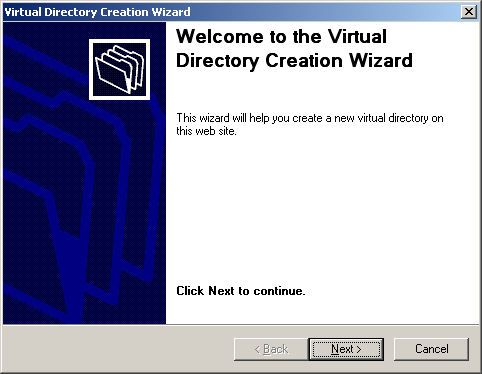 Virtual Directory Creation Wizard
Welcome to the Virtual
Directory Creation Wizard
This wizard will help you create a new virtual directory on
this web site.
Click Next to continue.
< Back Next > Cancel